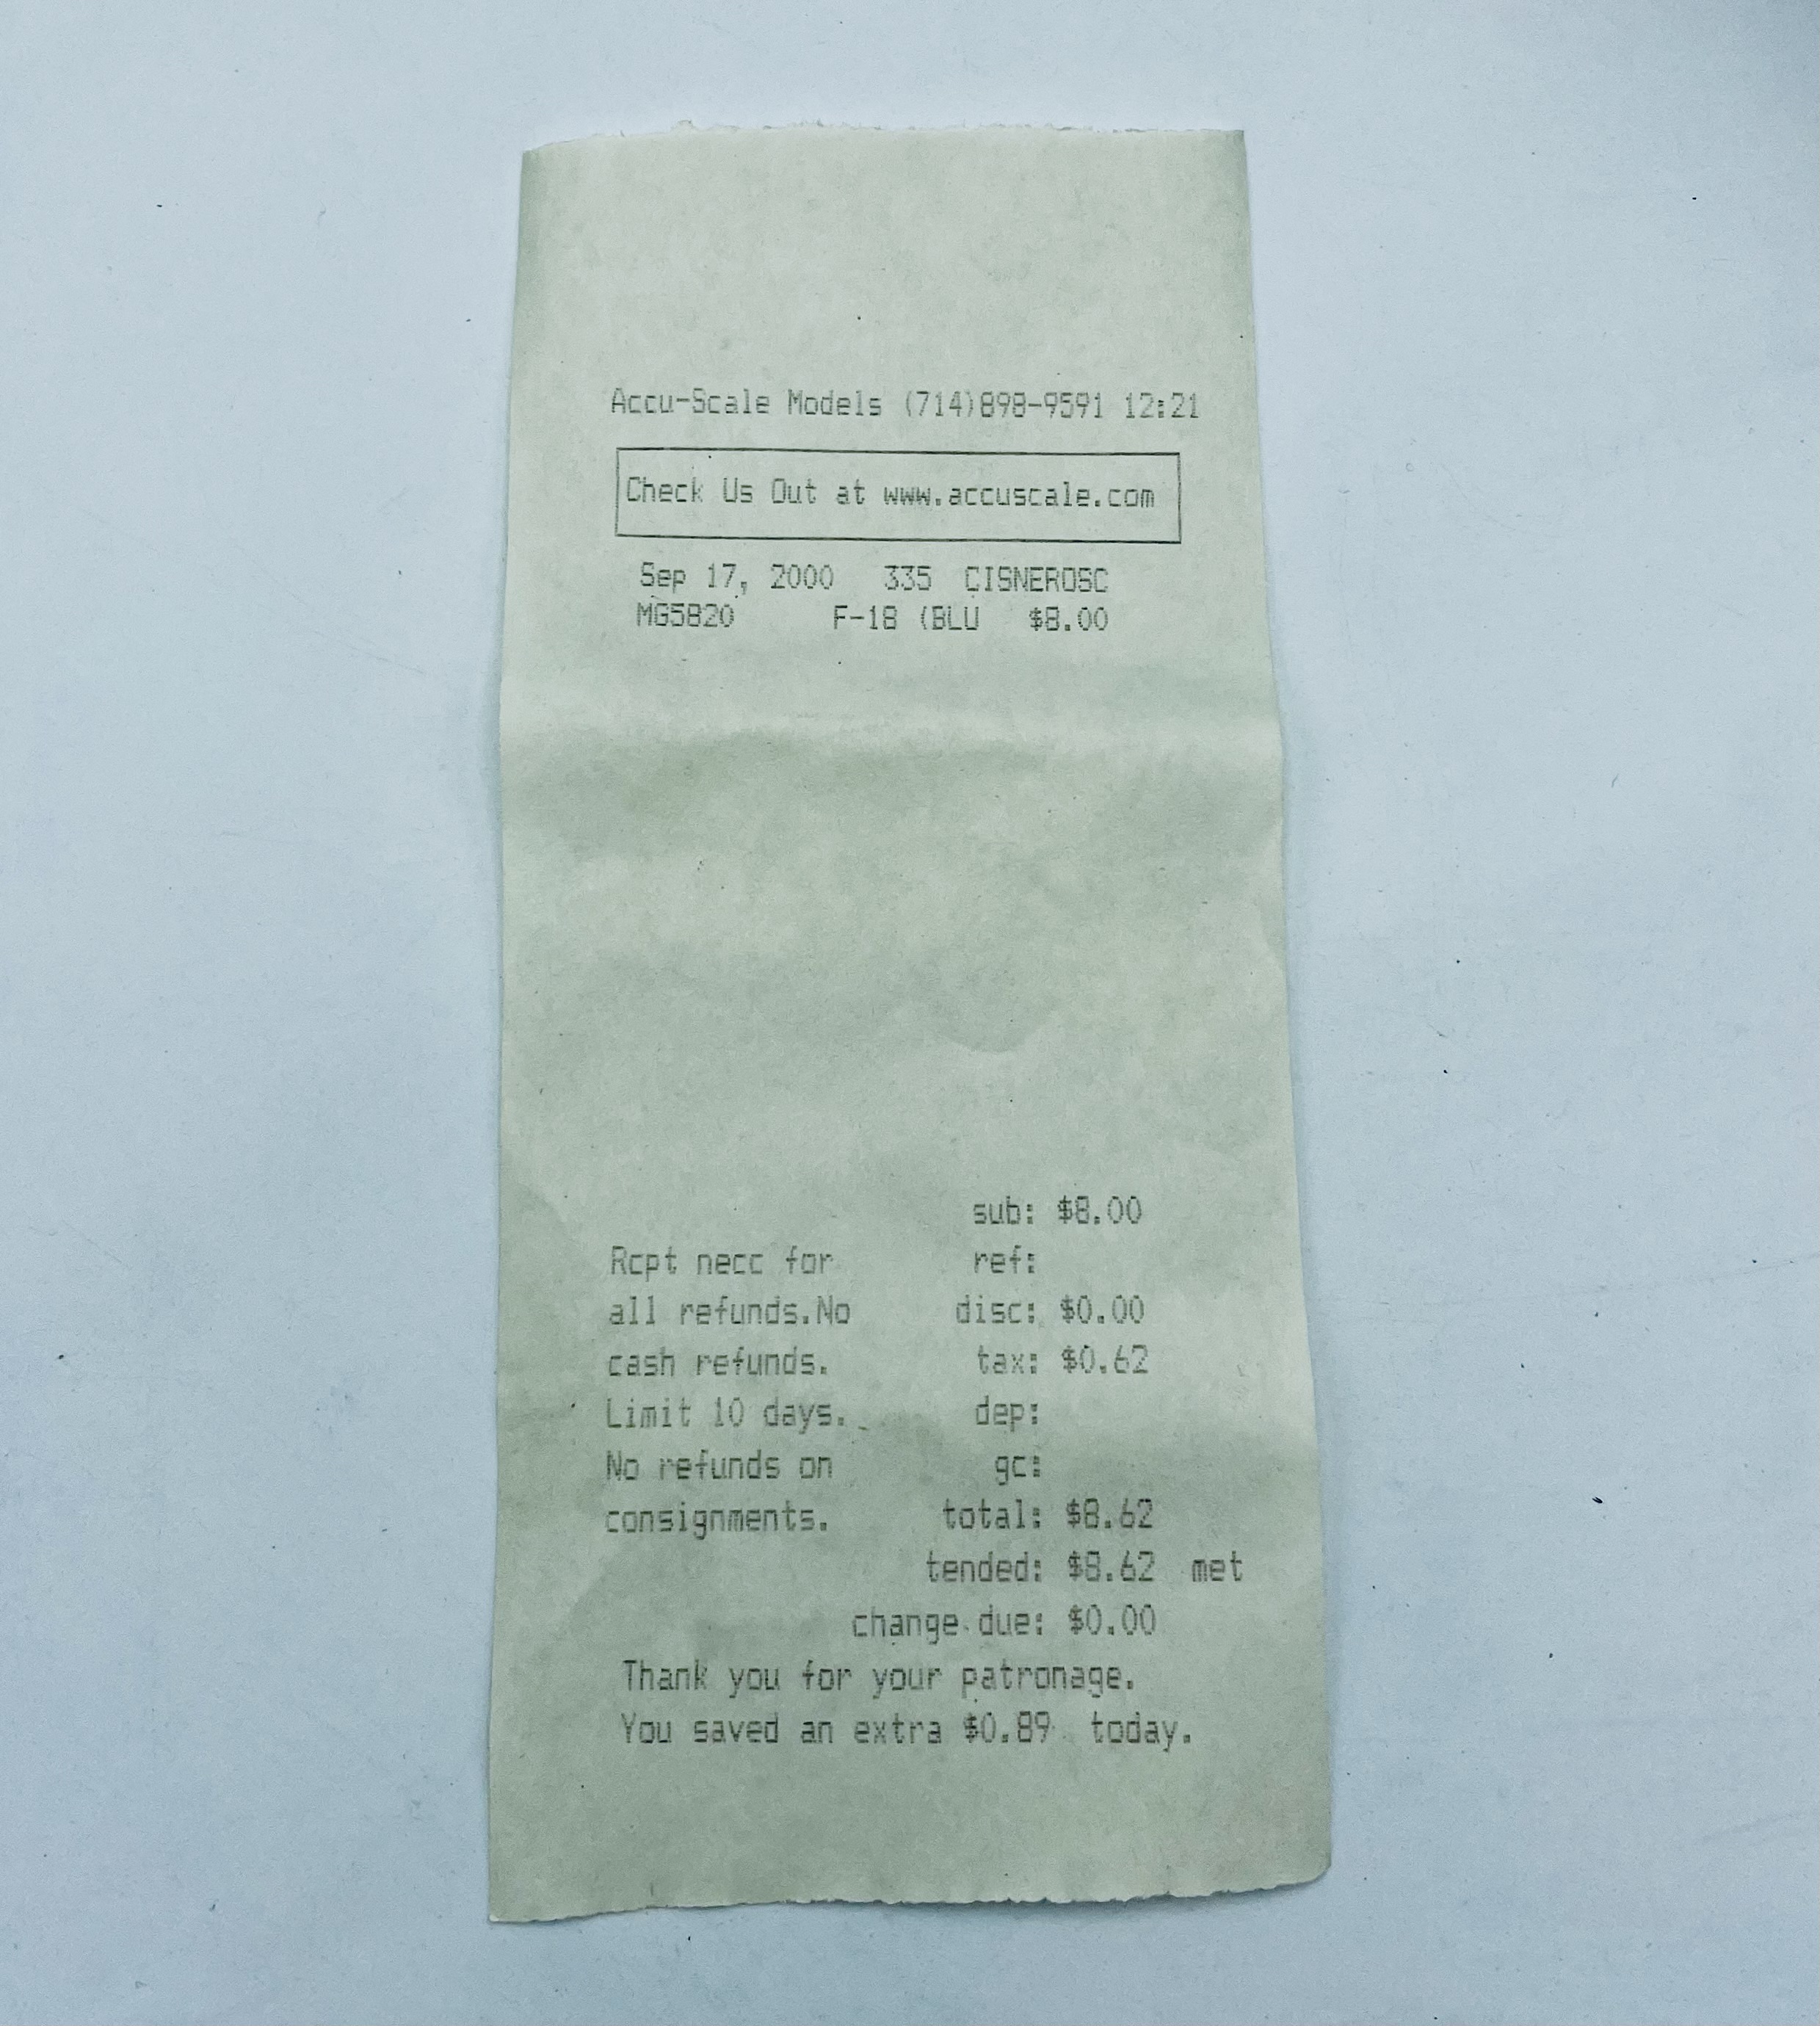 Accu-Scale Models (714)898-9591 12:21
Check Us Out at www.accuscale.com
Sep 17, 2000 335 CISNEROSC
MG5820 F-18 (BLU $8.00
sub: $8.00
Rcpt necc for ref:
all refunds.No disc: $0.00
cash refunds. tax: $0.62
Limit 10 days. dep:
No refunds on gc:
consignments. total: $8.62
tended: $8.62 met
change due: $0.00
Thank you for your patronage.
You saved an extra $0.89 today.